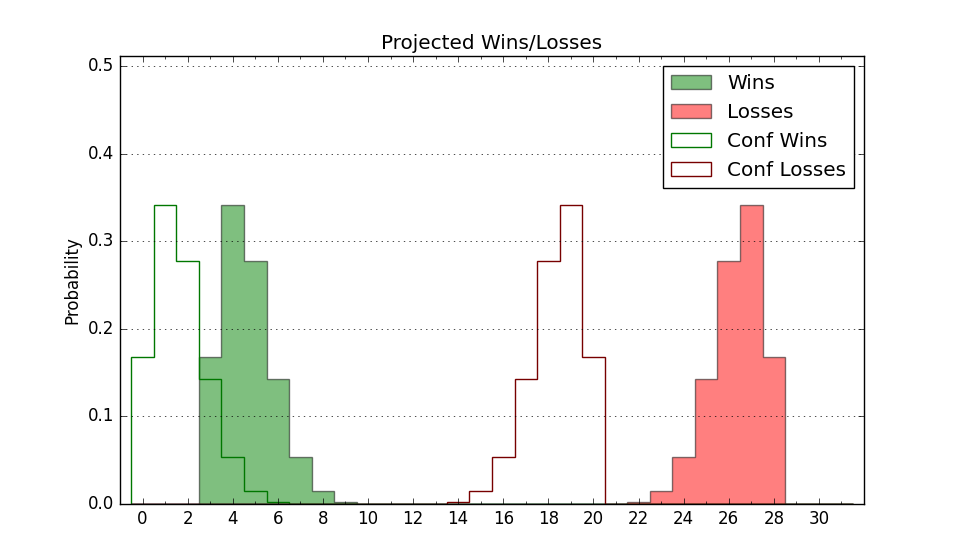 Projected Wins/Losses
Probability
0.5
0.4
0.3
0.2
0.1
0.0
0 2 4 6 8 10 12 14 16 18 20 22 24 26 28 30
Wins
Losses
Conf Wins
Conf Losses